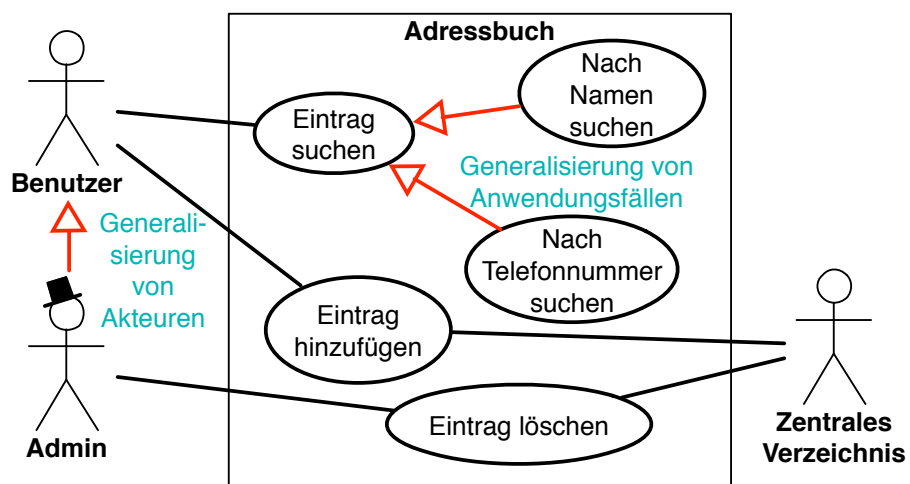 Adressbuch
Nach
Namen
suchen
Eintrag
suchen
Benutzer
Generalisierung von
Anwendungsfällen
Generali-
sierung
von
Akteuren
Nach
Telefonnummer
suchen
Eintrag
hinzufügen
Admin
Eintrag löschen
Zentrales
Verzeichnis